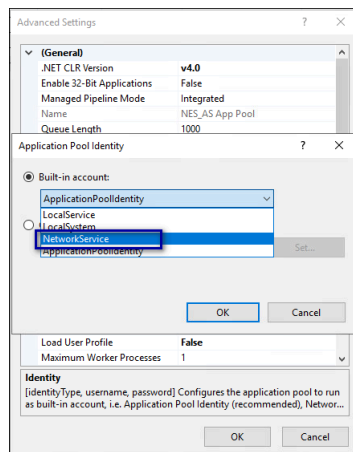 Advanced Settings
(General)
.NET CLR Version v4.0
Enable 32-Bit Applications False
Managed Pipeline Mode Integrated
Name NES_AS App Pool
Queue Length 1000
Application Pool Identity
Built-in account:
ApplicationPoolIdentity
LocalService
LocalSystem
NetworkService
ApplicationPoolIdentity
Set...
OK Cancel
Load User Profile False
Maximum Worker Processes 1
Identity
[identityType, username, password] Configures the application pool to run
as built-in account, i.e. Application Pool Identity (recommended), Networ...
OK Cancel